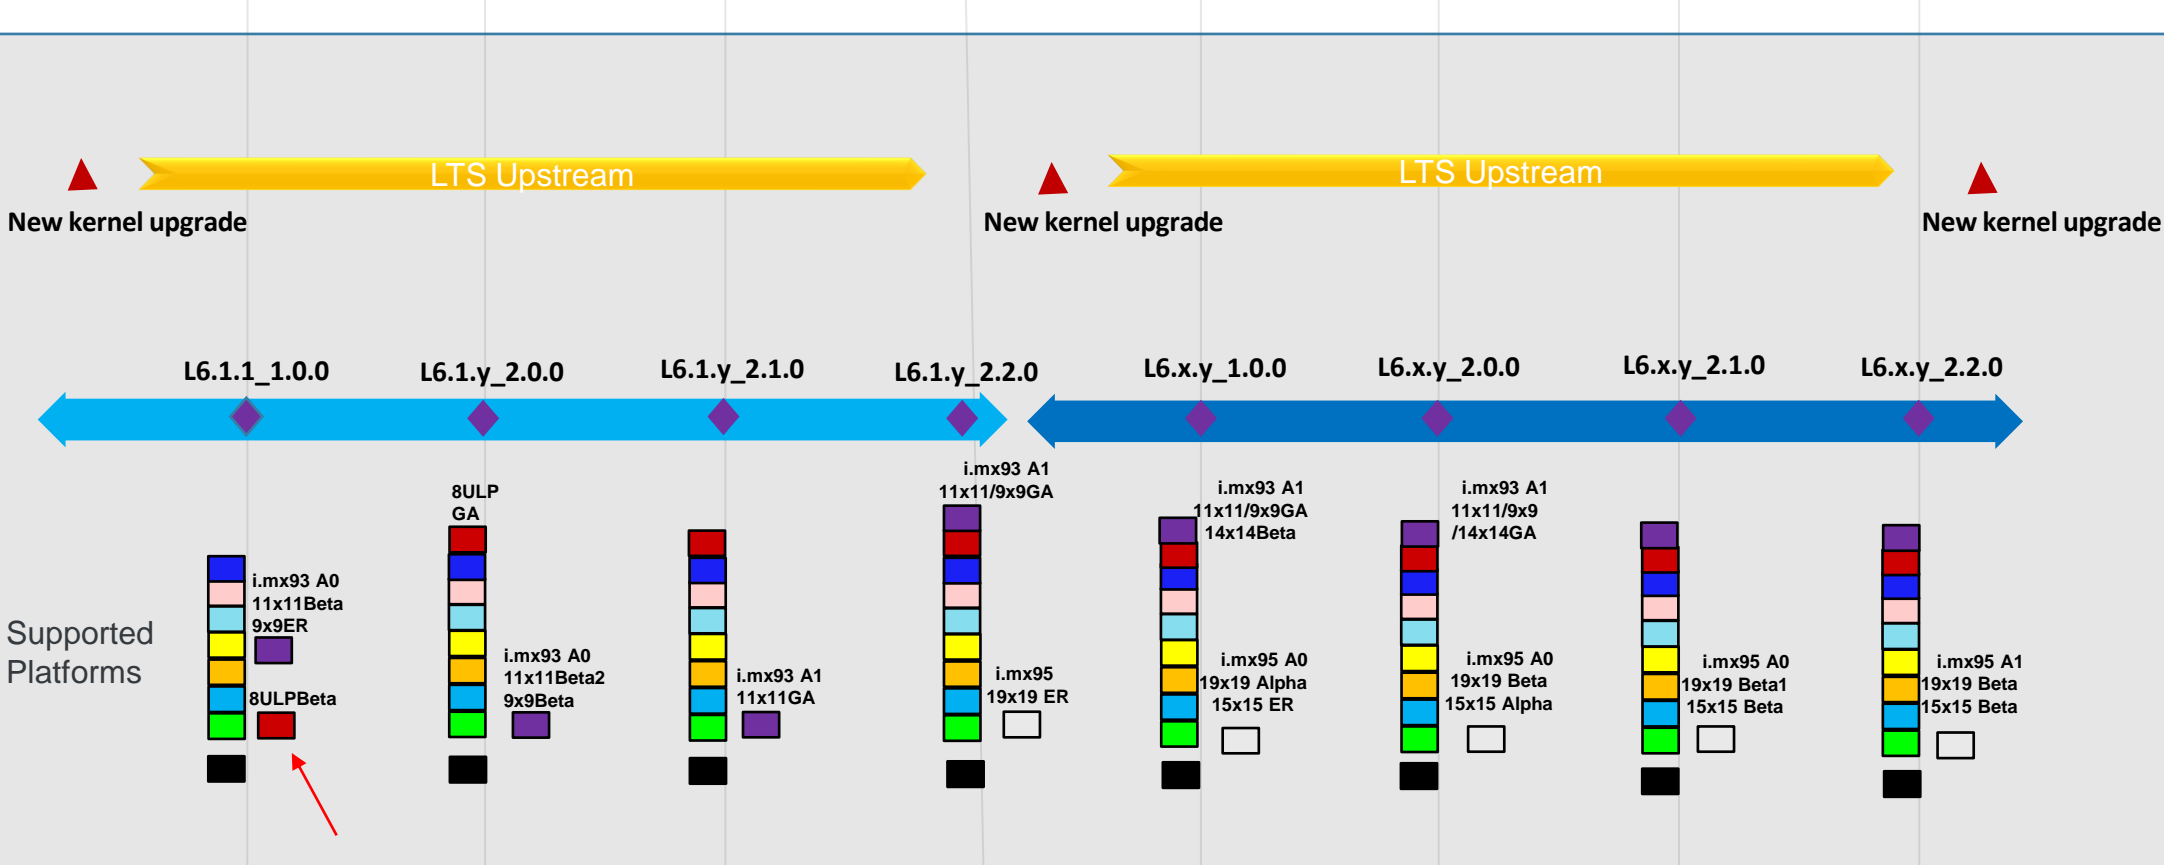 LTS Upstream
LTS Upstream
New kernel upgrade
New kernel upgrade
New kernel upgrade
L6.1.1_1.0.0
L6.1.y_2.0.0
L6.1.y_2.1.0
L6.1.y_2.2.0
L6.x.y_1.0.0
L6.x.y_2.0.0
L6.x.y_2.1.0
L6.x.y_2.2.0
Supported
Platforms
i.mx93 A0
11x11Beta
9x9ER
8ULPBeta
8ULP
GA
i.mx93 A0
11x11Beta2
9x9Beta
i.mx93 A1
11x11GA
i.mx93 A1
11x11/9x9GA
i.mx95
19x19 ER
i.mx93 A1
11x11/9x9GA
14x14Beta
i.mx95 A0
19x19 Alpha
15x15 ER
i.mx93 A1
11x11/9x9
/14x14GA
i.mx95 A0
19x19 Beta
15x15 Alpha
i.mx95 A0
19x19 Beta1
15x15 Beta
i.mx95 A1
19x19 Beta
15x15 Beta